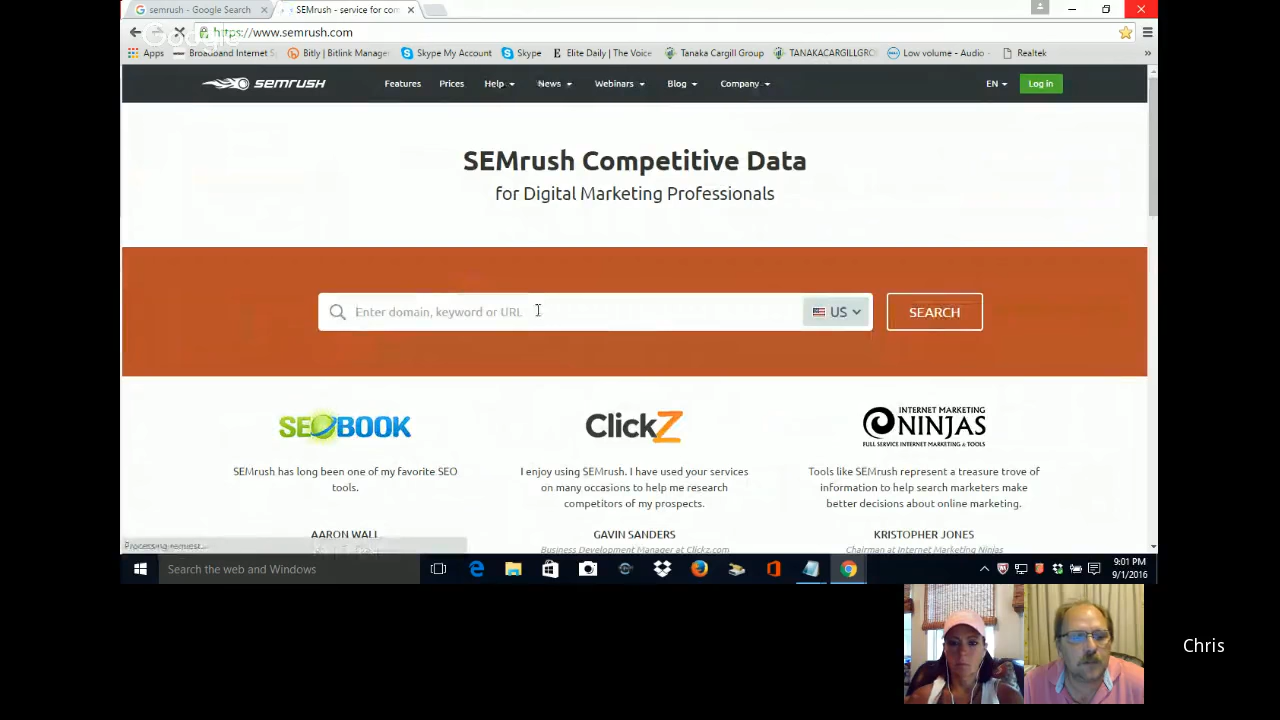 semrush - Google Search
SEMrush - service for com
https://www.semrush.com
Google
Apps
Broadband Internet S
Bitly | Bitlink Manager
Skype My Account
Skype
Elite Daily | The Voice
Tanaka Cargill Group
TANAKACARGILLGRO
Low volume - Audio
Realtek
»
SEMRUSH
Features
Prices
Help
News
Webinars
Blog
Company
EN
Log in
SEMrush Competitive Data
for Digital Marketing Professionals
Enter domain, keyword or URL
US
SEARCH
SEOBOOK
ClickZ
INTERNET MARKETING
NINJAS
FULL SERVICE INTERNET MARKETING & TOOLS
SEMrush has long been one of my favorite SEO
tools.
I enjoy using SEMrush. I have used your services
on many occasions to help me research
competitors of my prospects.
Tools like SEMrush represent a treasure trove of
information to help search marketers make
better decisions about online marketing.
AARON WALL
GAVIN SANDERS
Business Development Manager at Clickz.com
KRISTOPHER JONES
Chairman at Internet Marketing Ninjas
Processing request...
Search the web and Windows
9:01 PM
9/1/2016
Chris